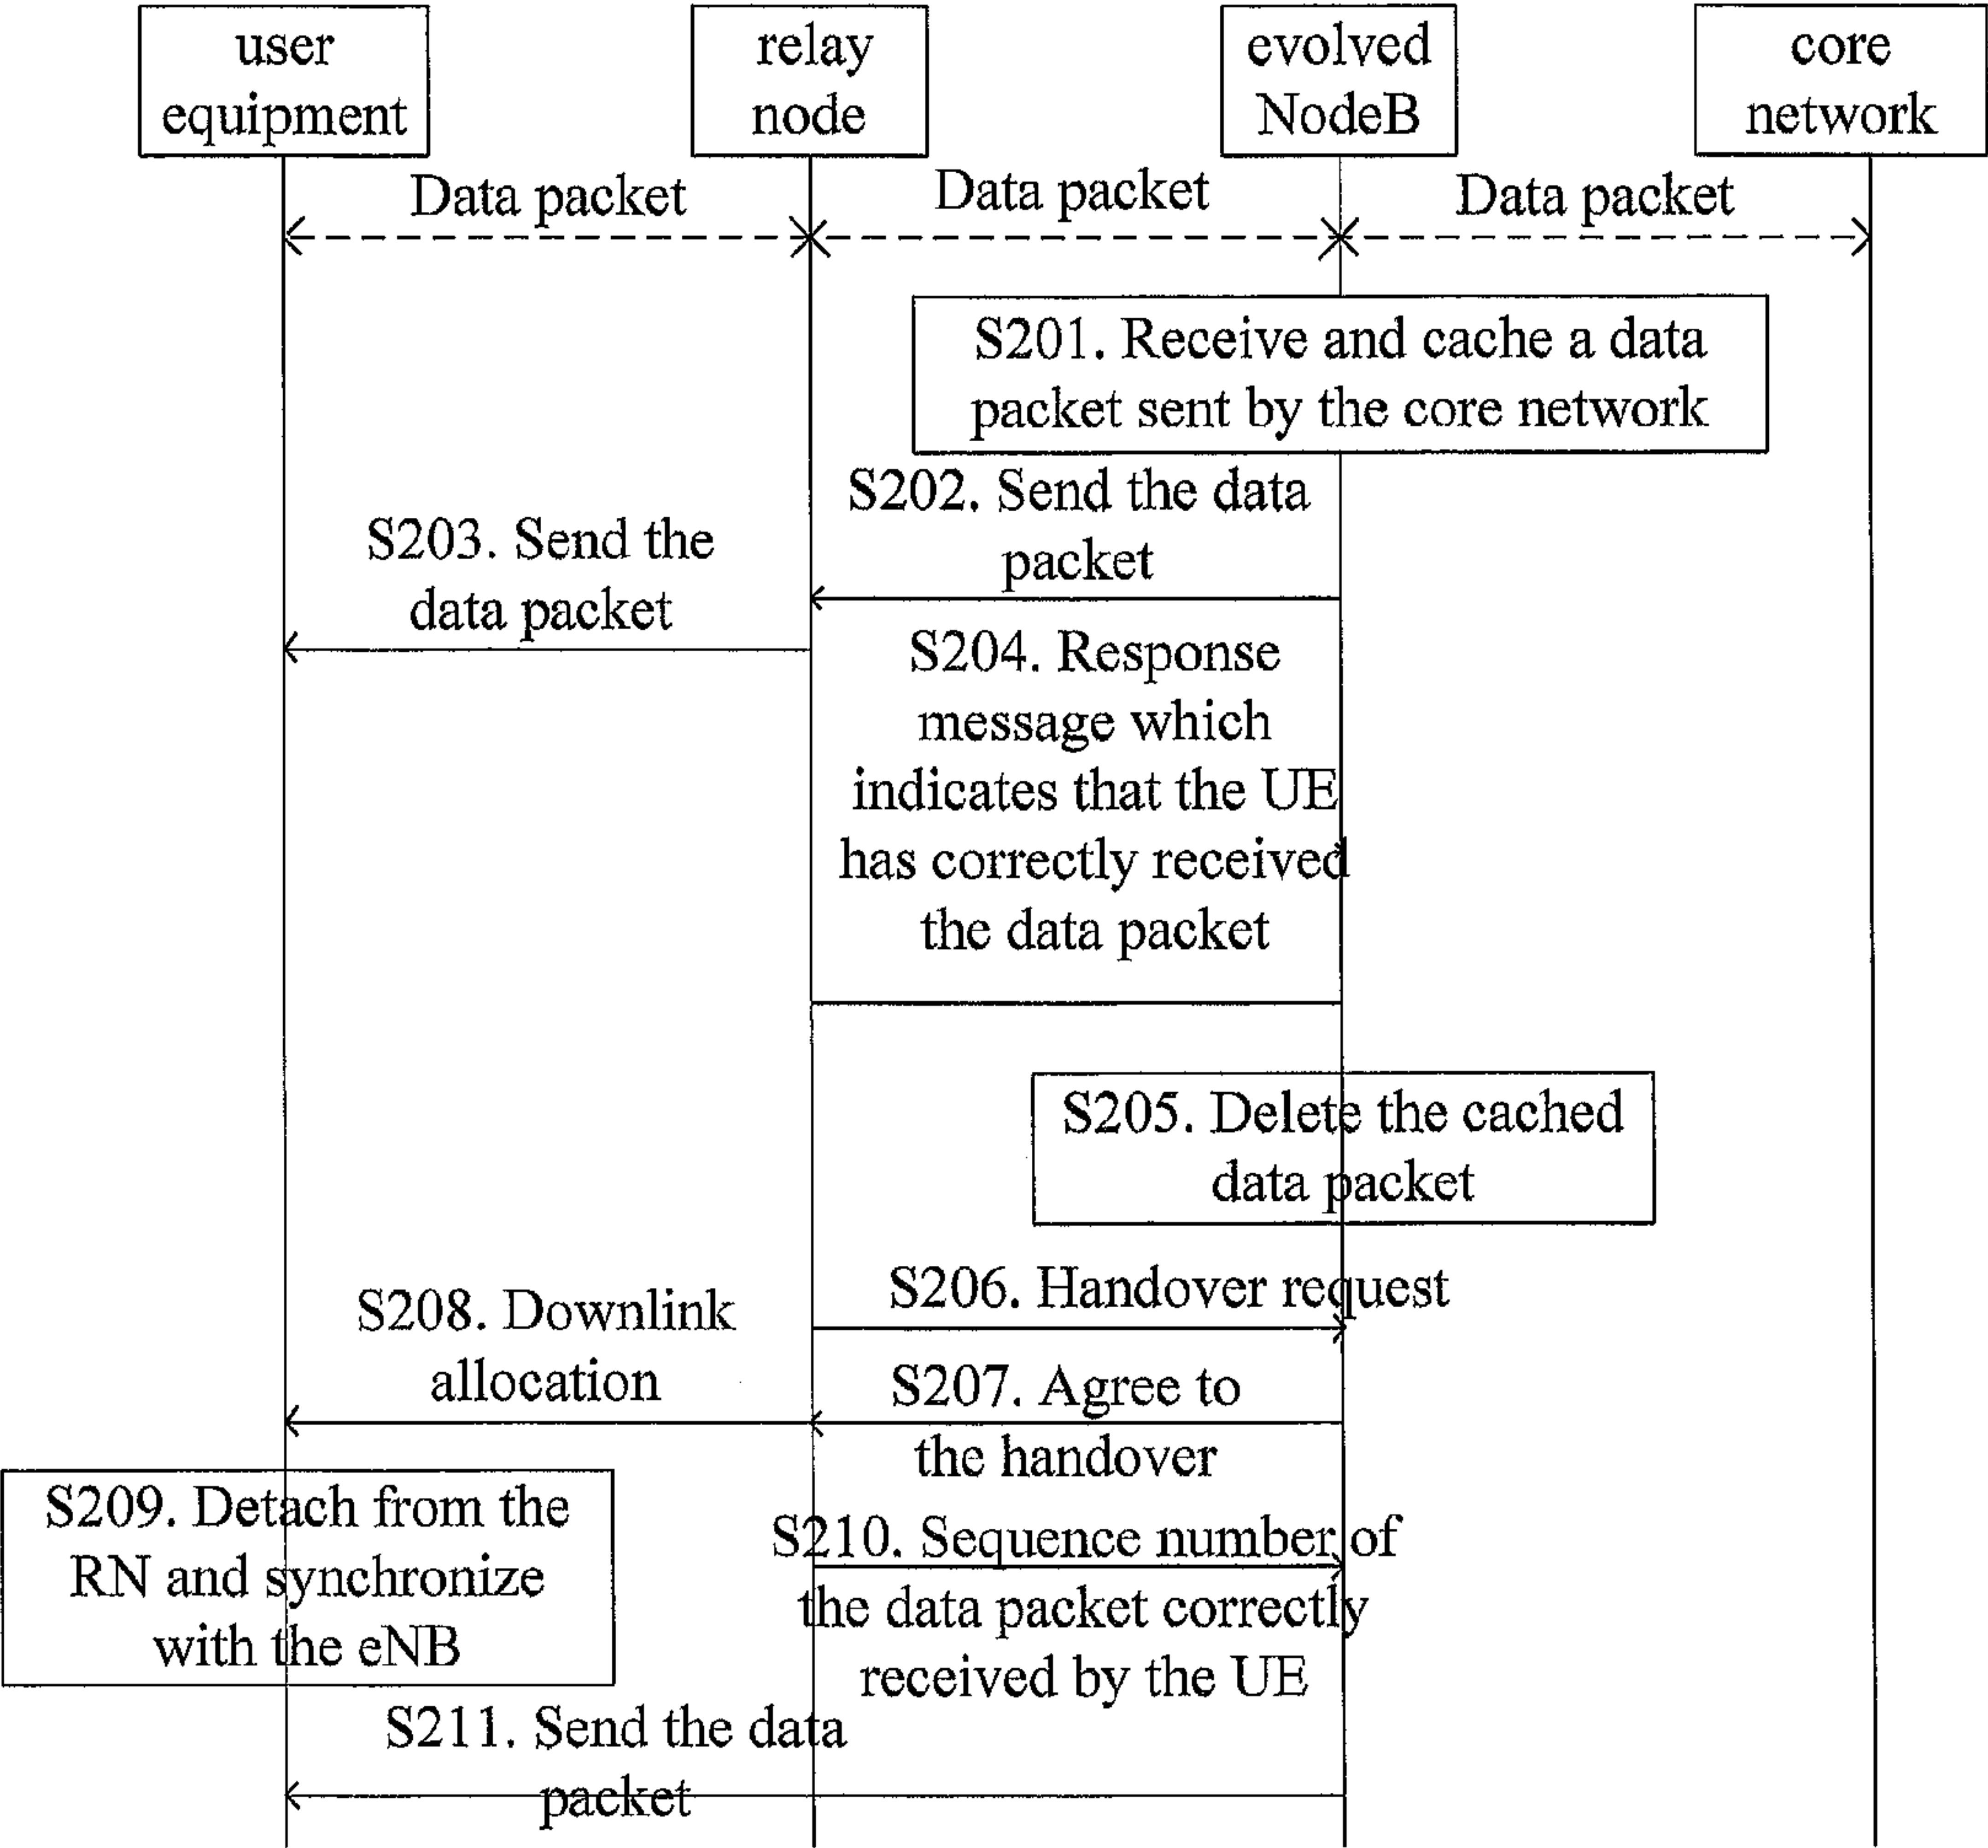 user
equipment
relay
node
evolved
NodeB
core
network
Data packet
Data packet
Data packet
S201. Receive and cache a data
packet sent by the core network
S202. Send the data
packet
S203. Send the
data packet
S204. Response
message which
indicates that the UE
has correctly received
the data packet
S205. Delete the cached
data packet
S206. Handover request
S208. Downlink
allocation
S207. Agree to
the handover
S209. Detach from the
RN and synchronize
with the eNB
S210. Sequence number of
the data packet correctly
received by the UE
S211. Send the data
packet